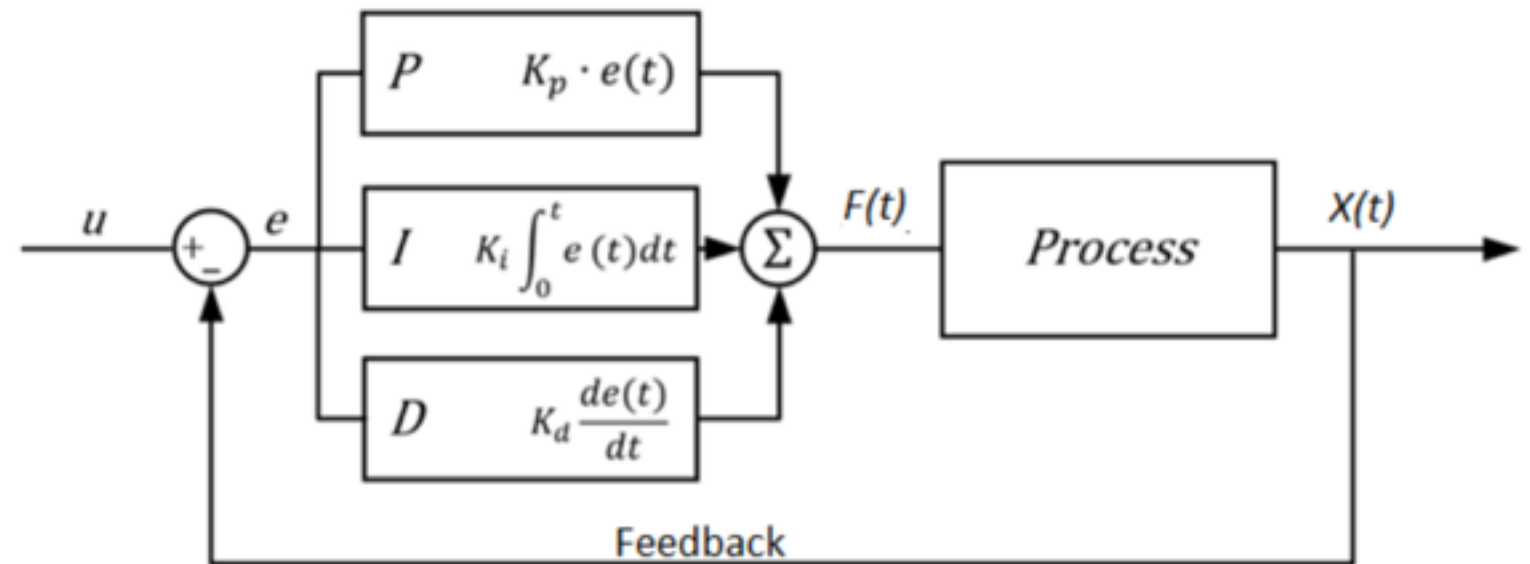 P K_p · e(t)
u
+
−
e
I K_i ∫_0^t e (t)dt
Σ
F(t)
Process
X(t)
D K_d de(t)/dt
Feedback